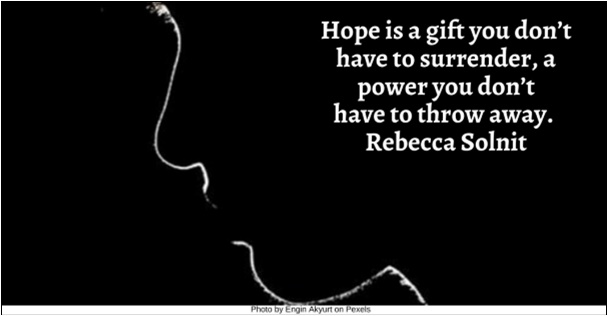 Hope is a gift you don’t
have to surrender, a
power you don’t
have to throw away.
Rebecca Solnit
Photo by Engin Akyurt on Pexels